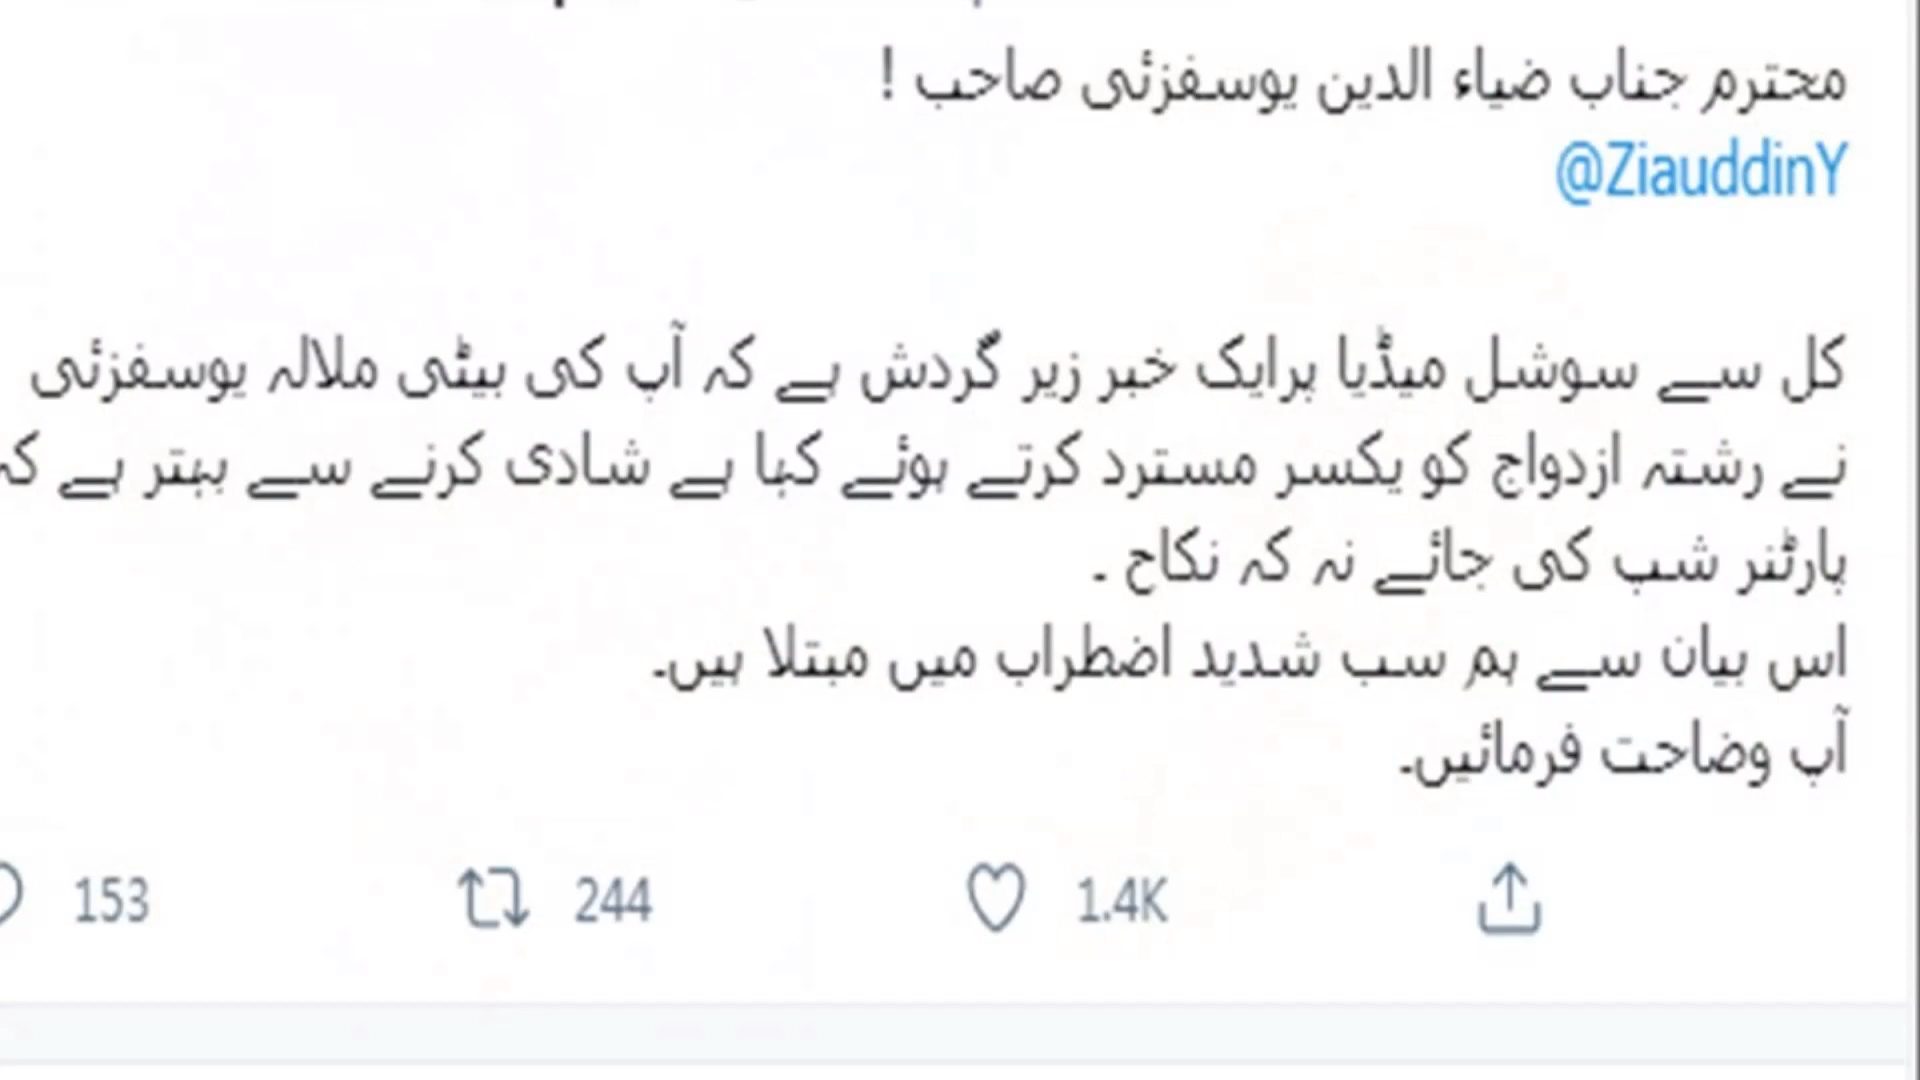 محترم جناب ضیاء الدین یوسفزئی صاحب !
@ZiauddinY
کل سے سوشل میڈیا پرایک خبر زیر گردش ہے کہ آپ کی بیٹی ملالہ یوسفزئی
نے رشتہ ازدواج کو یکسر مسترد کرتے ہوئے کہا ہے شادی کرنے سے بہتر ہے کہ
پارٹنر شپ کی جائے نہ کہ نکاح ۔
اس بیان سے ہم سب شدید اضطراب میں مبتلا ہیں۔
آپ وضاحت فرمائیں۔
153 244 1.4K